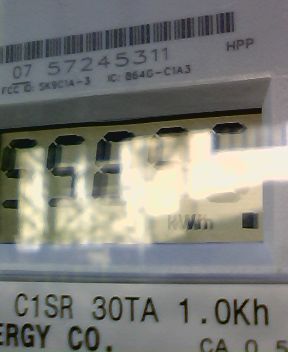 07 57245311
HPP
FCC ID: SK9C1A-3 IC: 864G-C1A3
kWh
C1SR 30TA 1.0Kh
ERGY CO.
CA 0.5